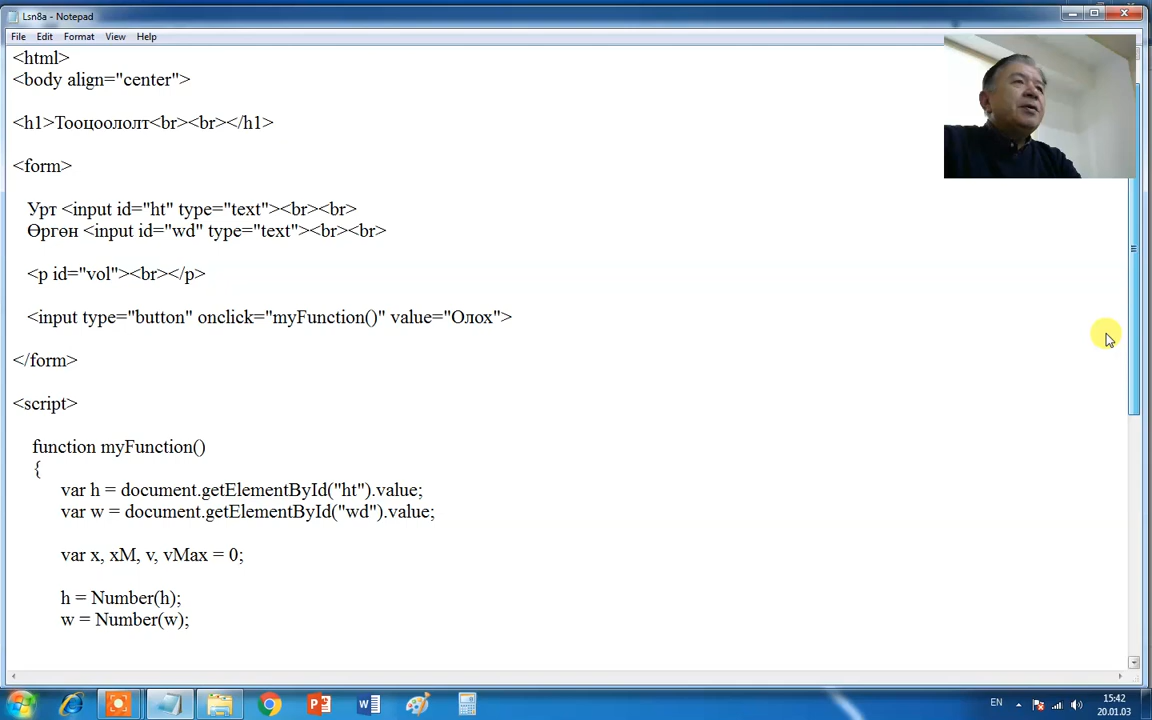 Lsn8a - Notepad
File Edit Format View Help
<html>
<body align="center">
<h1>Тооцоололт<br><br></h1>
<form>
Урт <input id="ht" type="text"><br><br>
Өргөн <input id="wd" type="text"><br><br>
<p id="vol"><br></p>
<input type="button" onclick="myFunction()" value="Олох">
</form>
<script>
function myFunction()
{
var h = document.getElementById("ht").value;
var w = document.getElementById("wd").value;
var x, xM, v, vMax = 0;
h = Number(h);
w = Number(w);
EN
15:42
20.01.03